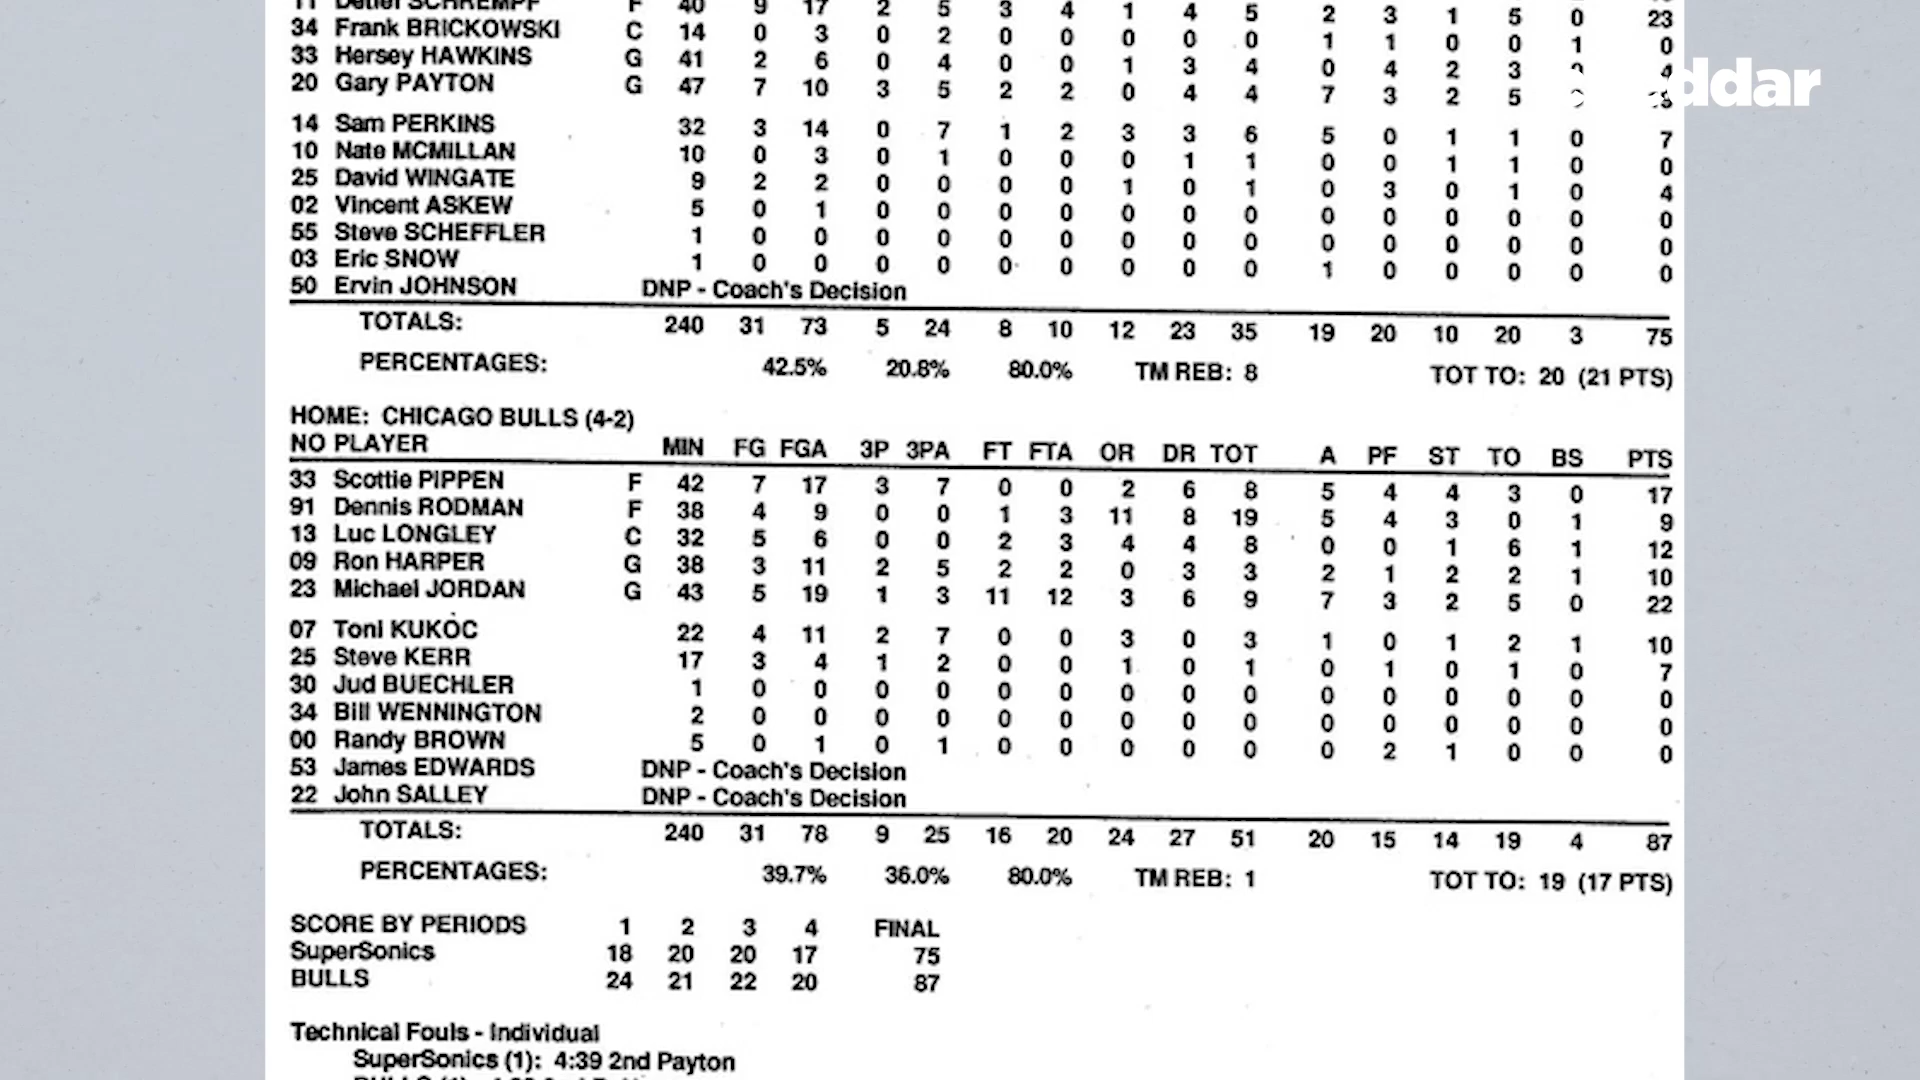 11 Detlef SCHREMPF F 40 9 17 2 5 3 4 1 4 5 2 3 1 5 0 23
34 Frank BRICKOWSKI C 14 0 3 0 2 0 0 0 0 0 1 1 0 0 1 0
33 Hersey HAWKINS G 41 2 6 0 4 0 0 1 3 4 0 4 2 3
20 Gary PAYTON G 47 7 10 3 5 2 2 0 4 4 7 3 2 5
cheddar
14 Sam PERKINS 32 3 14 0 7 1 2 3 3 6 5 0 1 1 0 7
10 Nate MCMILLAN 10 0 3 0 1 0 0 0 1 1 0 0 1 1 0 0
25 David WINGATE 9 2 2 0 0 0 0 1 0 1 0 3 0 1 0 4
02 Vincent ASKEW 5 0 1 0 0 0 0 0 0 0 0 0 0 0 0 0
55 Steve SCHEFFLER 1 0 0 0 0 0 0 0 0 0 0 0 0 0 0 0
03 Eric SNOW 1 0 0 0 0 0 0 0 0 0 1 0 0 0 0 0
50 Ervin JOHNSON DNP - Coach's Decision
TOTALS: 240 31 73 5 24 8 10 12 23 35 19 20 10 20 3 75
PERCENTAGES: 42.5% 20.8% 80.0% TM REB: 8 TOT TO: 20 (21 PTS)
HOME: CHICAGO BULLS (4-2)
NO PLAYER MIN FG FGA 3P 3PA FT FTA OR DR TOT A PF ST TO BS PTS
33 Scottie PIPPEN F 42 7 17 3 7 0 0 2 6 8 5 4 4 3 0 17
91 Dennis RODMAN F 38 4 9 0 0 1 3 11 8 19 5 4 3 0 1 9
13 Luc LONGLEY C 32 5 6 0 0 2 3 4 4 8 0 0 1 6 1 12
09 Ron HARPER G 38 3 11 2 5 2 2 0 3 3 2 1 2 2 1 10
23 Michael JORDAN G 43 5 19 1 3 11 12 3 6 9 7 3 2 5 0 22
07 Toni KUKOC 22 4 11 2 7 0 0 3 0 3 1 0 1 2 1 10
25 Steve KERR 17 3 4 1 2 0 0 1 0 1 0 1 0 1 0 7
30 Jud BUECHLER 1 0 0 0 0 0 0 0 0 0 0 0 0 0 0 0
34 Bill WENNINGTON 2 0 0 0 0 0 0 0 0 0 0 0 0 0 0 0
00 Randy BROWN 5 0 1 0 1 0 0 0 0 0 0 2 1 0 0 0
53 James EDWARDS DNP - Coach's Decision
22 John SALLEY DNP - Coach's Decision
TOTALS: 240 31 78 9 25 16 20 24 27 51 20 15 14 19 4 87
PERCENTAGES: 39.7% 36.0% 80.0% TM REB: 1 TOT TO: 19 (17 PTS)
SCORE BY PERIODS 1 2 3 4 FINAL
SuperSonics 18 20 20 17 75
BULLS 24 21 22 20 87
Technical Fouls - Individual
SuperSonics (1): 4:39 2nd Payton